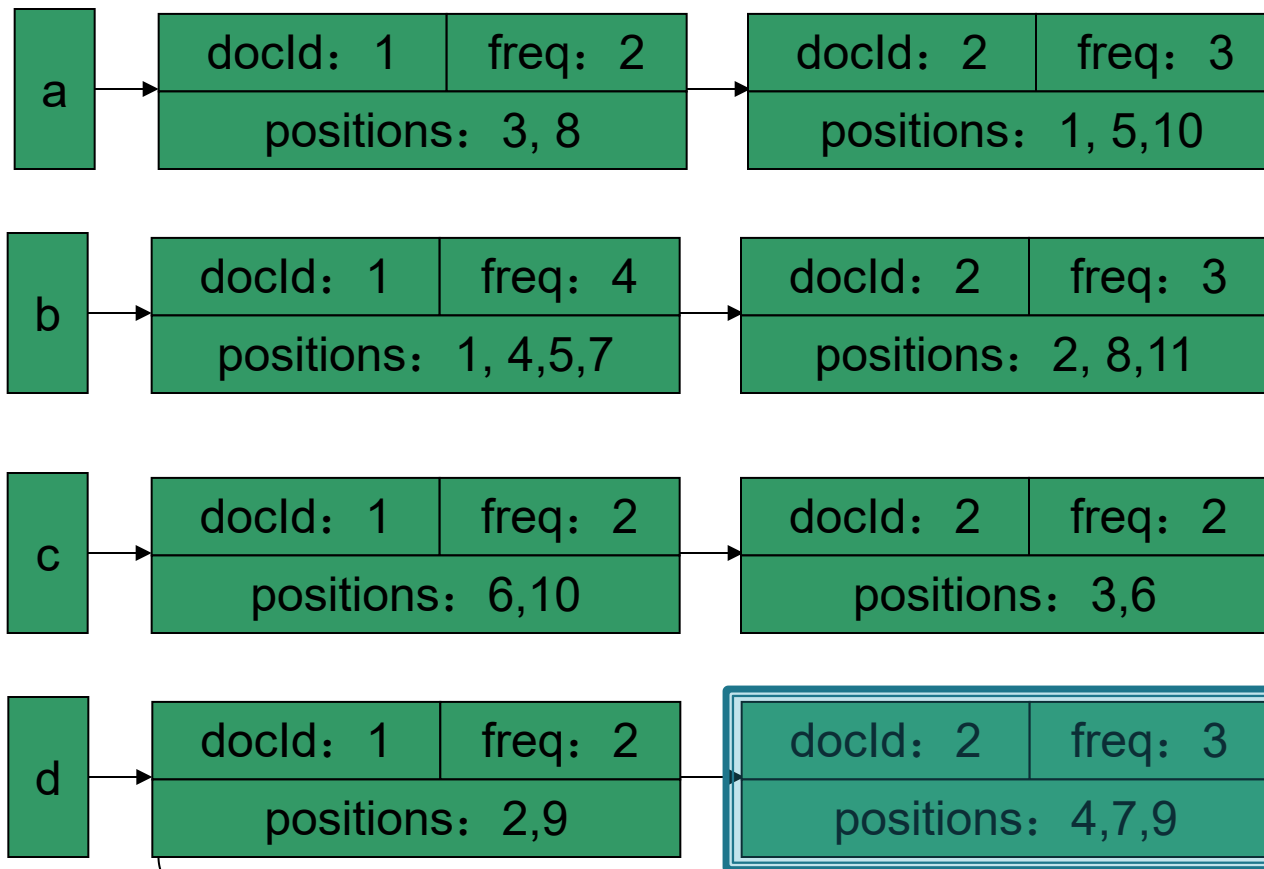 a
docId：1 freq：2 docId：2 freq：3
positions：3, 8 positions：1, 5,10
b
docId：1 freq：4 docId：2 freq：3
positions：1, 4,5,7 positions：2, 8,11
c
docId：1 freq：2 docId：2 freq：2
positions：6,10 positions：3,6
d
docId：1 freq：2 docId：2 freq：3
positions：2,9 positions：4,7,9